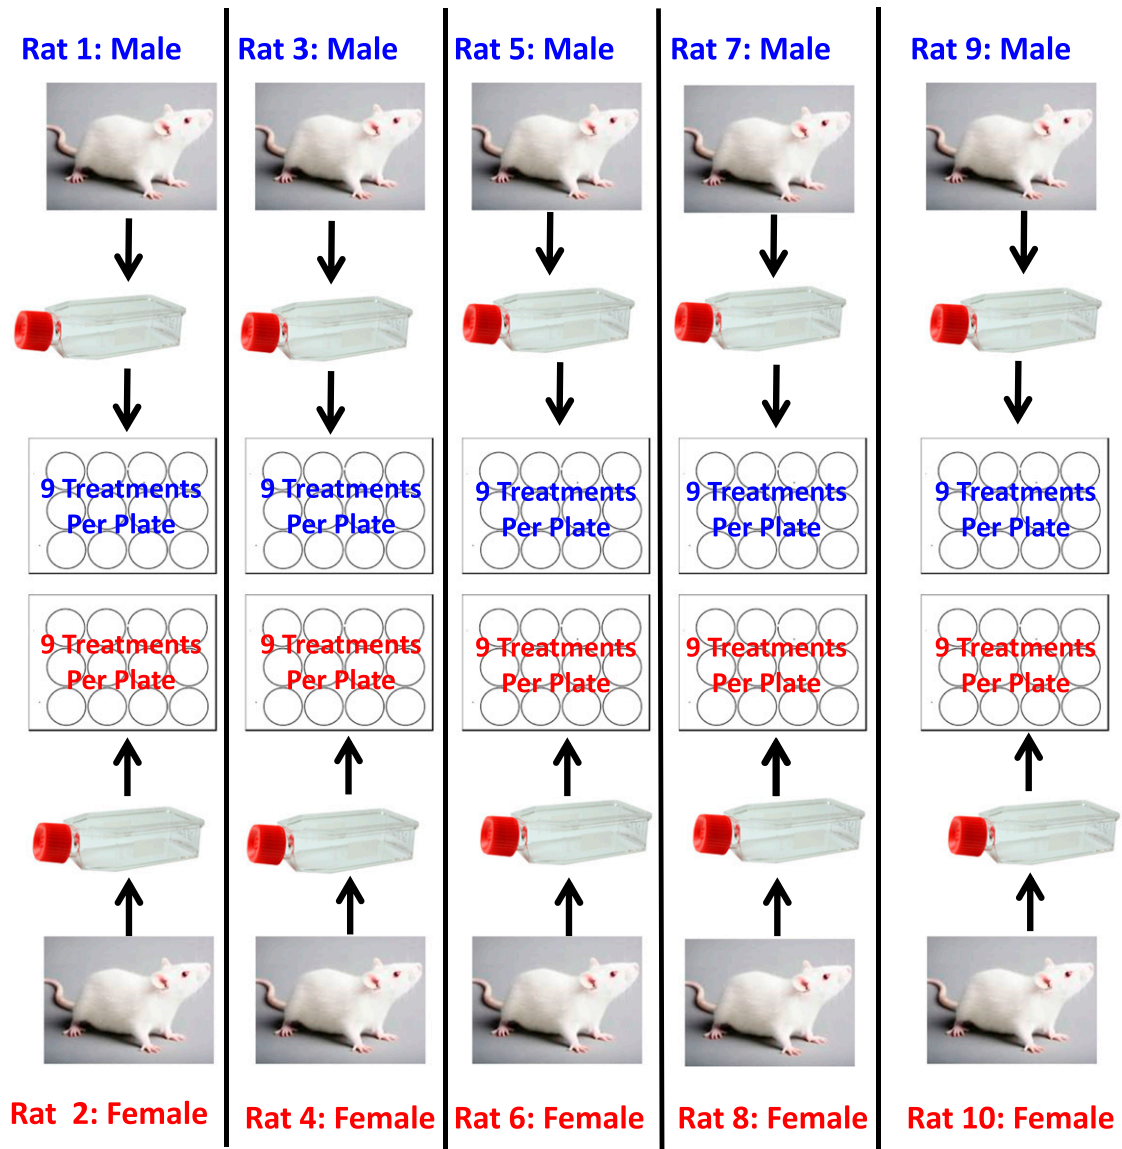 Rat 1: Male
Rat 3: Male
Rat 5: Male
Rat 7: Male
Rat 9: Male
9 Treatments
Per Plate
9 Treatments
Per Plate
9 Treatments
Per Plate
9 Treatments
Per Plate
9 Treatments
Per Plate
9 Treatments
Per Plate
9 Treatments
Per Plate
9 Treatments
Per Plate
9 Treatments
Per Plate
9 Treatments
Per Plate
Rat  2: Female
Rat 4: Female
Rat 6: Female
Rat 8: Female
Rat 10: Female